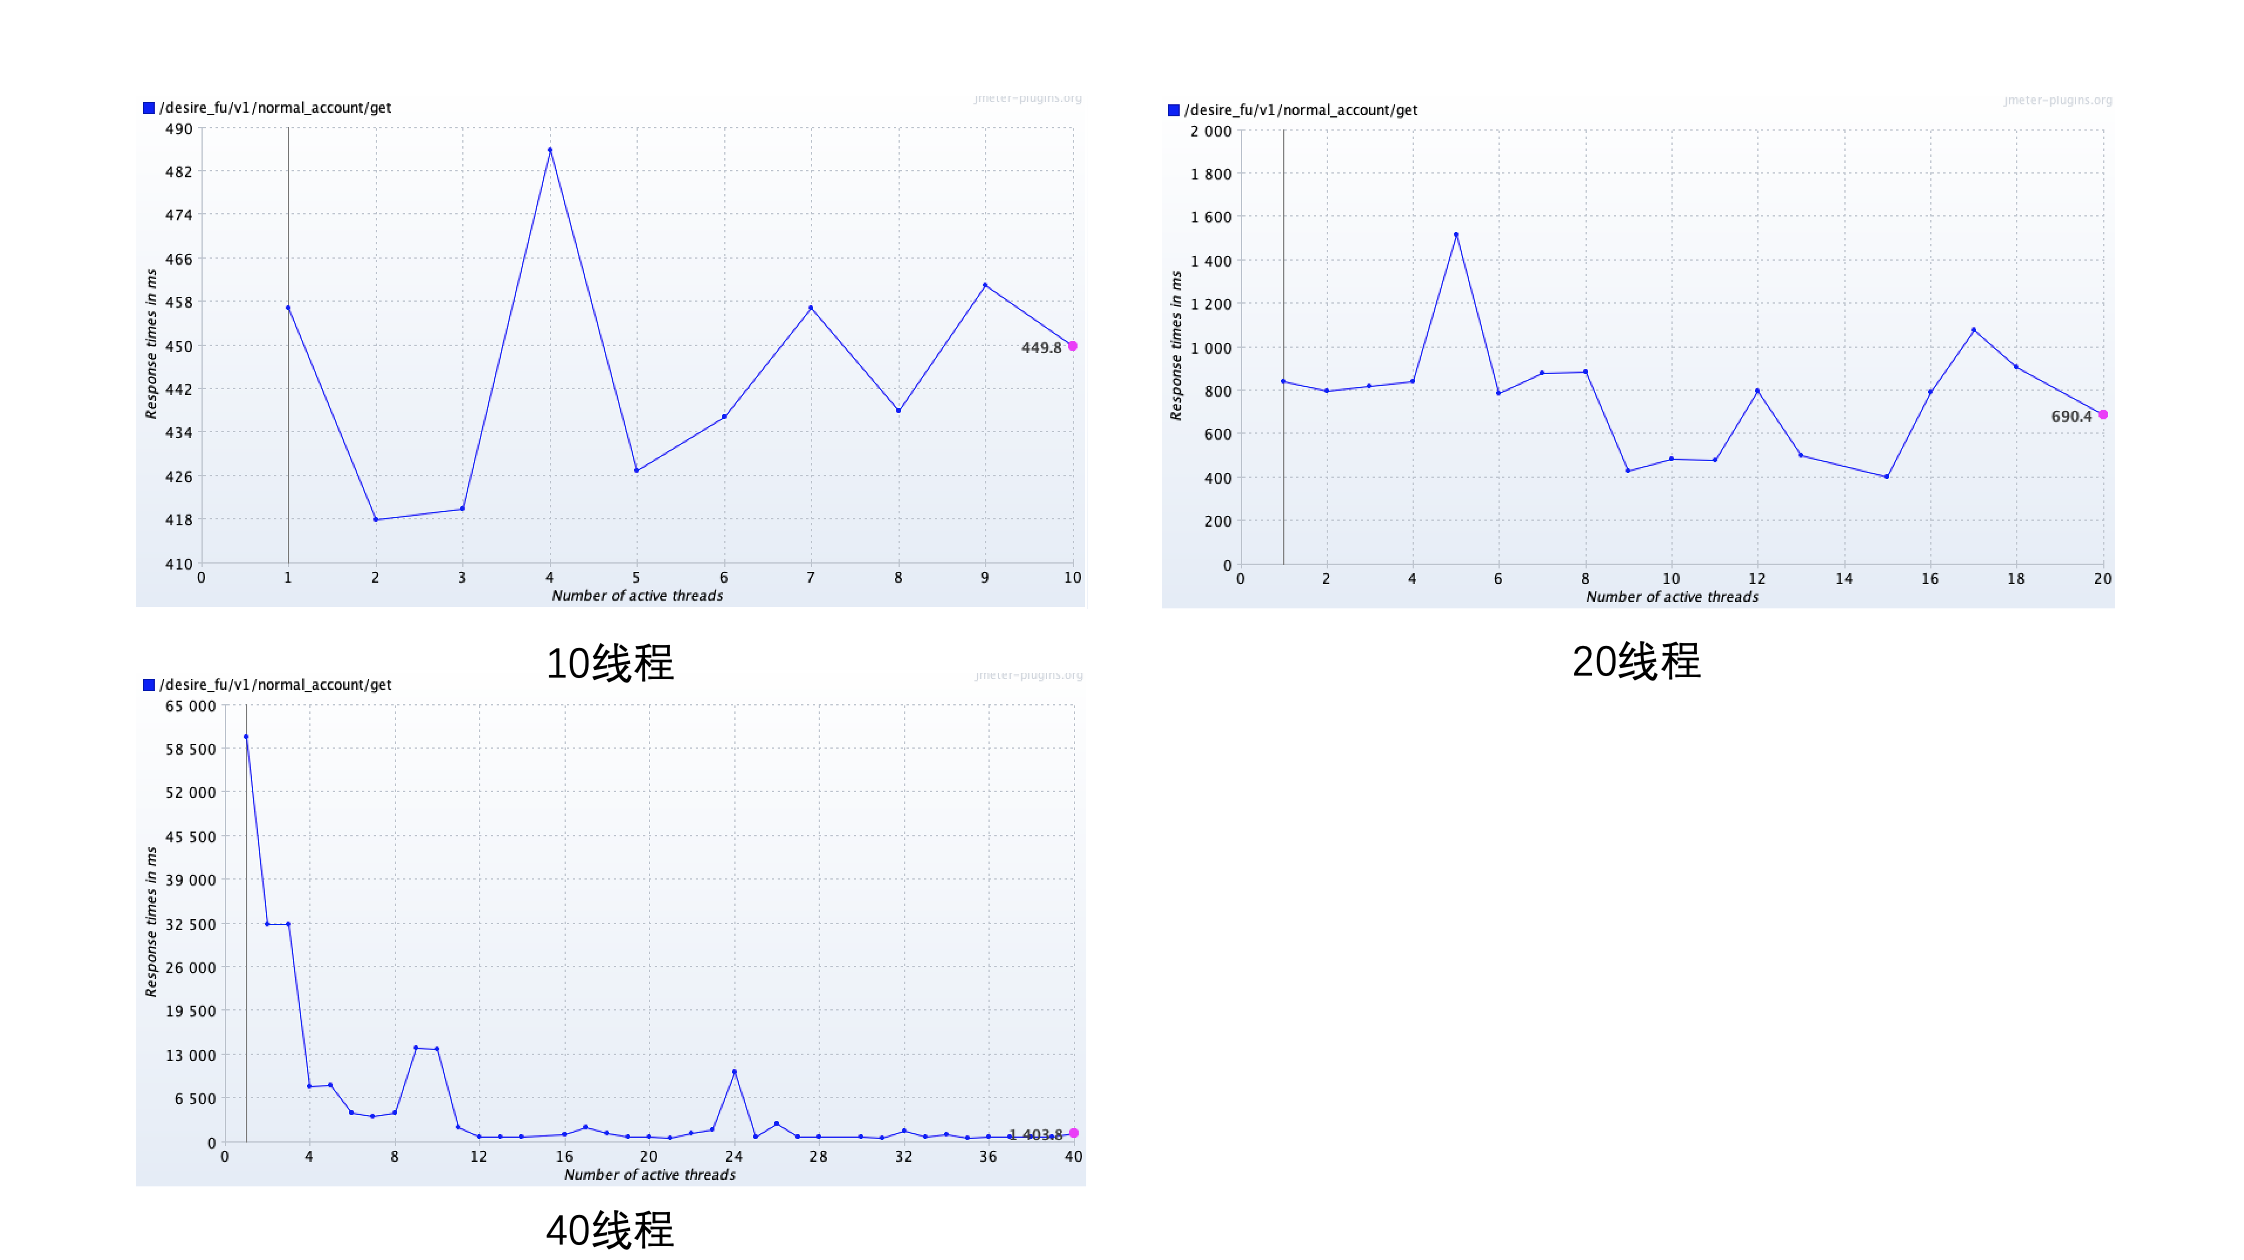 jmeter-plugins.org
/desire_fu/v1/normal_account/get
490
482
474
466
458
450
442
434
426
418
410
Response times in ms
449.8
0 1 2 3 4 5 6 7 8 9 10
Number of active threads
10线程
jmeter-plugins.org
/desire_fu/v1/normal_account/get
2 000
1 800
1 600
1 400
1 200
1 000
800
600
400
200
0
Response times in ms
690.4
0 2 4 6 8 10 12 14 16 18 20
Number of active threads
20线程
jmeter-plugins.org
/desire_fu/v1/normal_account/get
65 000
58 500
52 000
45 500
39 000
32 500
26 000
19 500
13 000
6 500
0
Response times in ms
1 403.8
0 4 8 12 16 20 24 28 32 36 40
Number of active threads
40线程